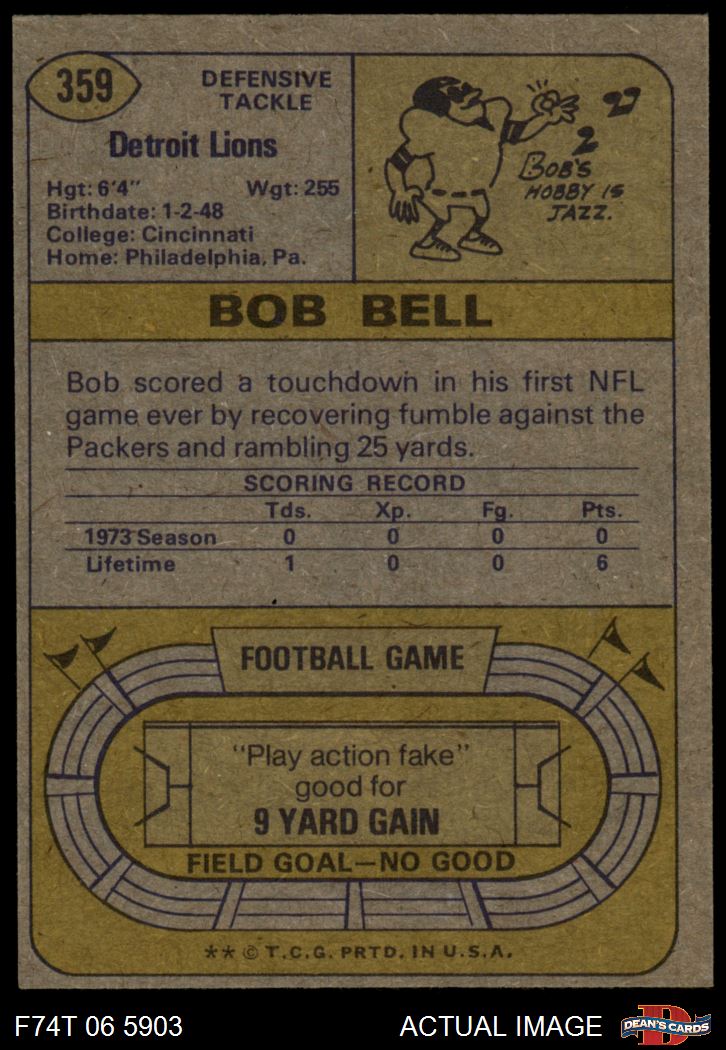 359
DEFENSIVE
TACKLE
Detroit Lions
Hgt: 6'4" Wgt: 255
Birthdate: 1-2-48
College: Cincinnati
Home: Philadelphia, Pa.
BOB'S
HOBBY IS
JAZZ.
BOB BELL
Bob scored a touchdown in his first NFL
game ever by recovering fumble against the
Packers and rambling 25 yards.
SCORING RECORD
Tds. Xp. Fg. Pts.
1973 Season 0 0 0 0
Lifetime 1 0 0 6
FOOTBALL GAME
"Play action fake"
good for
9 YARD GAIN
FIELD GOAL—NO GOOD
** © T.C.G. PRTD. IN U.S.A.
F74T 06 5903 ACTUAL IMAGE
D
DEAN'S CARDS